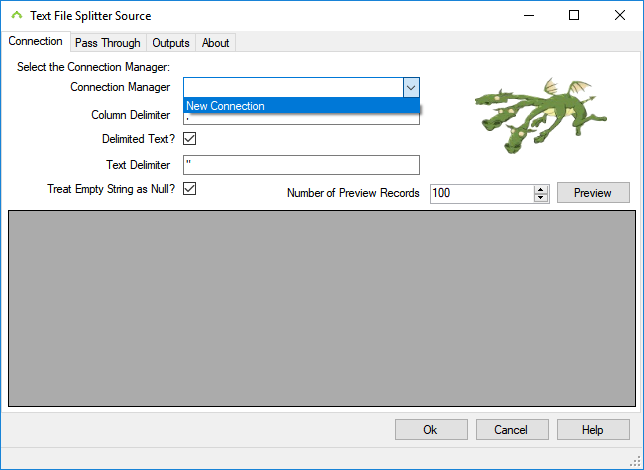 Text File Splitter Source
Connection Pass Through Outputs About
Select the Connection Manager:
Connection Manager
New Connection
Column Delimiter
Delimited Text?
Text Delimiter "
Treat Empty String as Null? Number of Preview Records 100 Preview
Ok Cancel Help